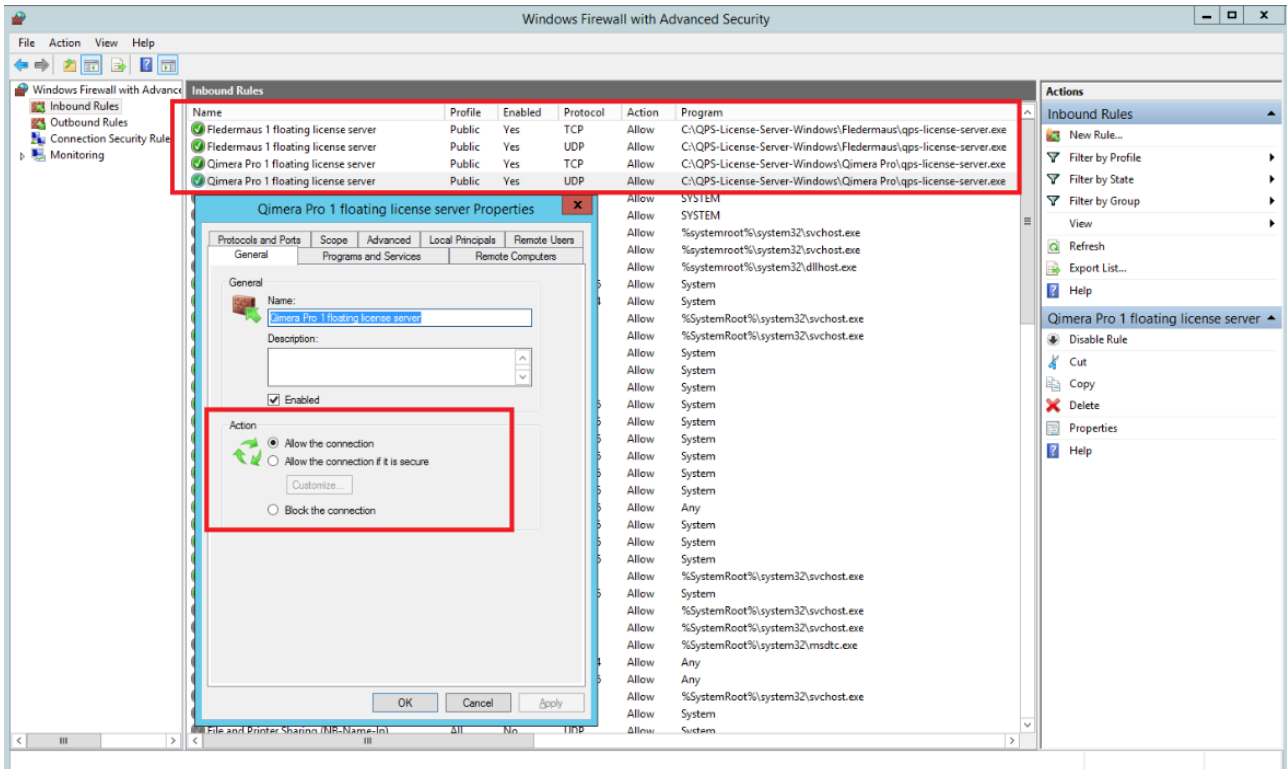 Windows Firewall with Advanced Security
File Action View Help
Windows Firewall with Advance
Inbound Rules
Outbound Rules
Connection Security Rule
Monitoring
Inbound Rules
Name Profile Enabled Protocol Action Program
Fledermaus 1 floating license server Public Yes TCP Allow C:\QPS-License-Server-Windows\Fledermaus\qps-license-server.exe
Fledermaus 1 floating license server Public Yes UDP Allow C:\QPS-License-Server-Windows\Fledermaus\qps-license-server.exe
Qimera Pro 1 floating license server Public Yes TCP Allow C:\QPS-License-Server-Windows\Qimera Pro\qps-license-server.exe
Qimera Pro 1 floating license server Public Yes UDP Allow C:\QPS-License-Server-Windows\Qimera Pro\qps-license-server.exe
Allow SYSTEM
Allow SYSTEM
Allow %systemroot%\system32\svchost.exe
Allow %systemroot%\system32\svchost.exe
Allow %systemroot%\system32\dllhost.exe
Allow System
Allow System
Allow %SystemRoot%\system32\svchost.exe
Allow %SystemRoot%\system32\svchost.exe
Allow System
Allow System
Allow System
Allow System
Allow System
Allow System
Allow System
Allow System
Allow System
Allow Any
Allow System
Allow System
Allow System
Allow %SystemRoot%\system32\svchost.exe
Allow System
Allow %SystemRoot%\system32\svchost.exe
Allow %SystemRoot%\system32\svchost.exe
Allow %SystemRoot%\system32\msdtc.exe
Allow Any
Allow Any
Allow %SystemRoot%\system32\svchost.exe
Allow System
File and Printer Sharing (NB-Name-In) All No UDP Allow System
Qimera Pro 1 floating license server Properties
Protocols and Ports Scope Advanced Local Principals Remote Users
General Programs and Services Remote Computers
General
Name:
Qimera Pro 1 floating license server
Description:
Enabled
Action
Allow the connection
Allow the connection if it is secure
Customize...
Block the connection
OK Cancel Apply
Actions
Inbound Rules
New Rule...
Filter by Profile
Filter by State
Filter by Group
View
Refresh
Export List...
Help
Qimera Pro 1 floating license server
Disable Rule
Cut
Copy
Delete
Properties
Help